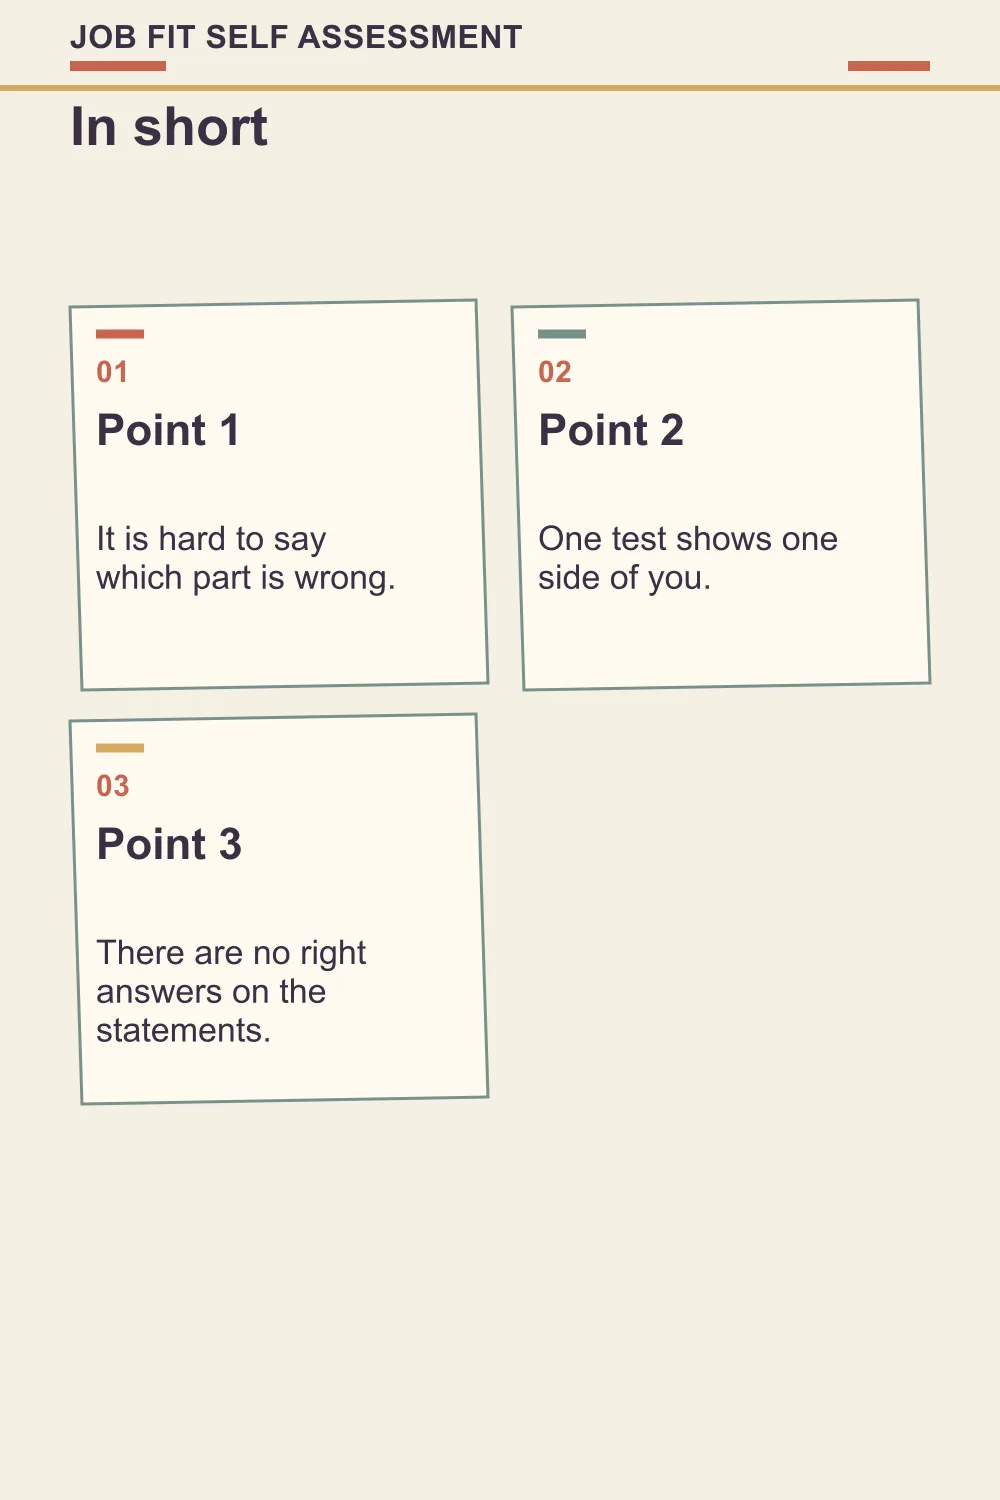 JOB FIT SELF ASSESSMENT
In short
01
Point 1
It is hard to say
which part is wrong.
02
Point 2
One test shows one
side of you.
03
Point 3
There are no right
answers on the
statements.